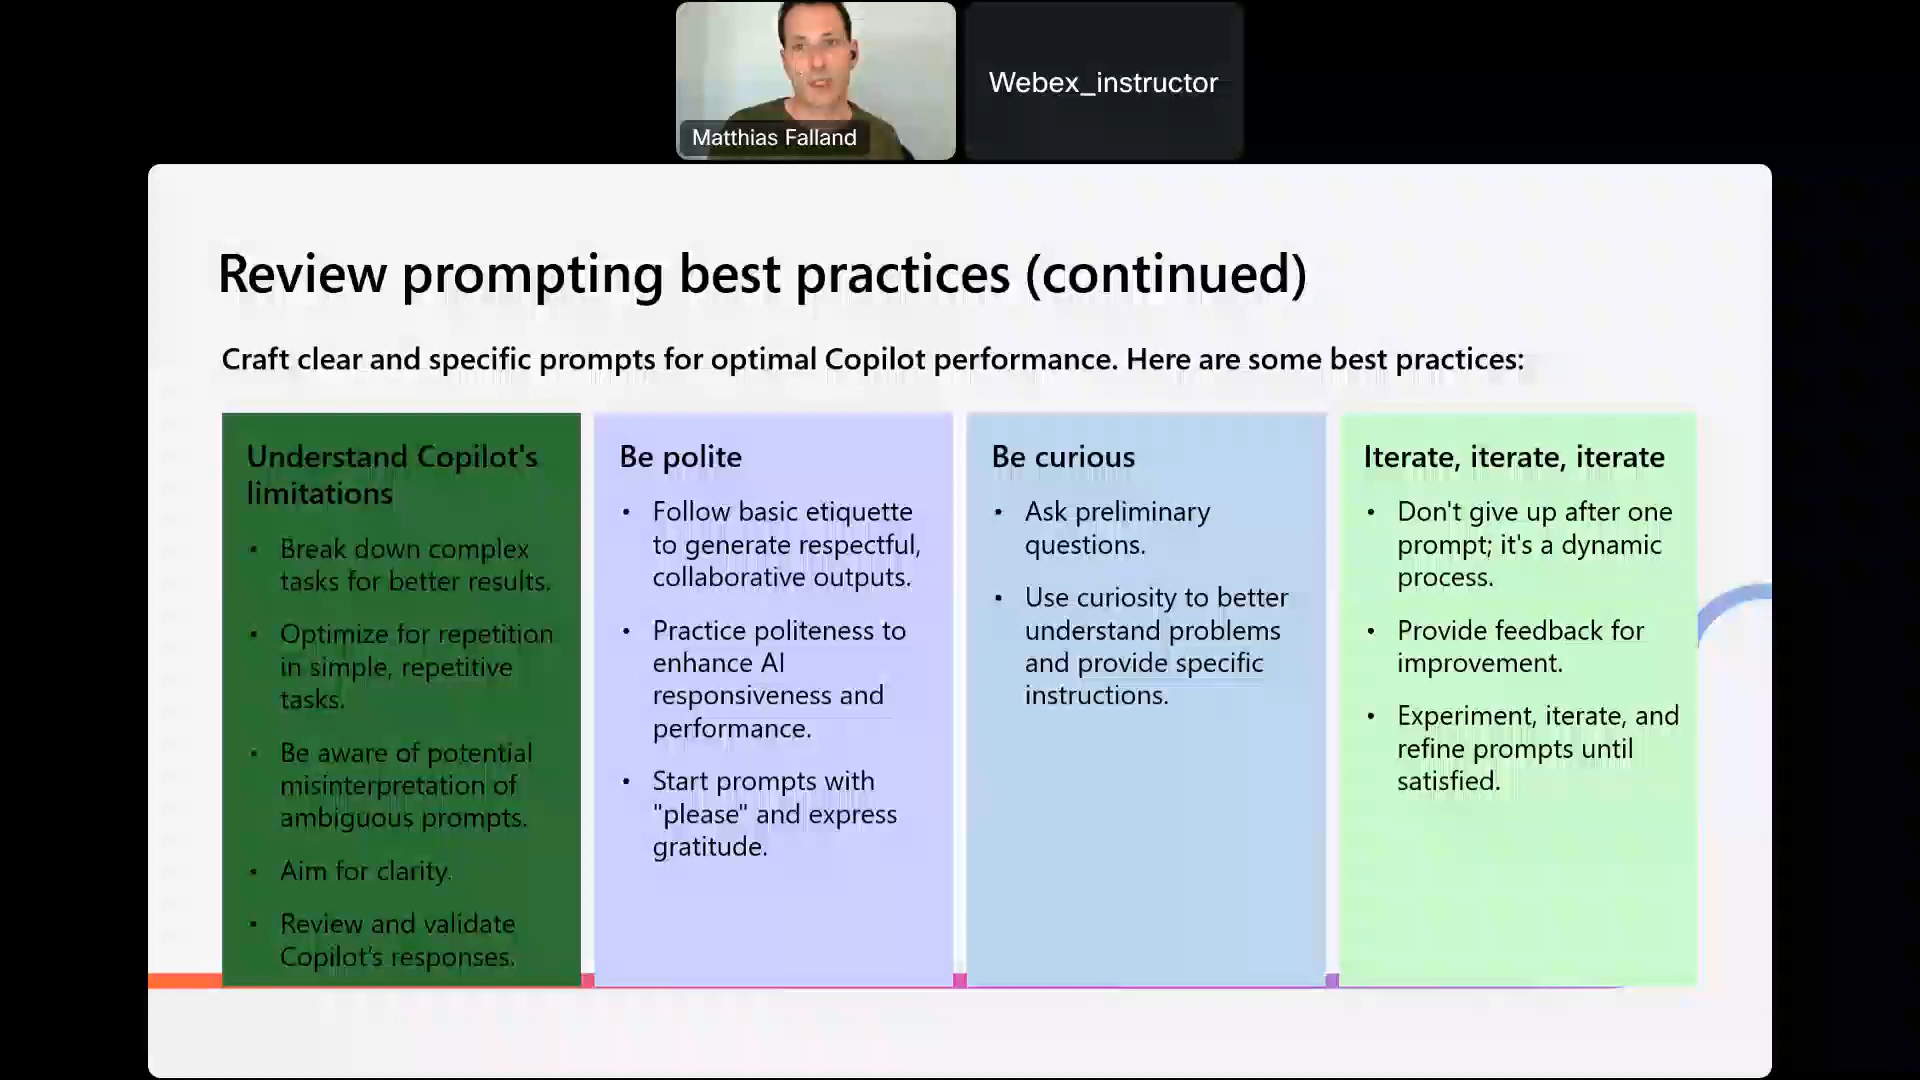 Matthias Falland
Webex_instructor
Review prompting best practices (continued)
Craft clear and specific prompts for optimal Copilot performance. Here are some best practices:
Understand Copilot's
limitations
• Break down complex
tasks for better results.
• Optimize for repetition
in simple, repetitive
tasks.
• Be aware of potential
misinterpretation of
ambiguous prompts.
• Aim for clarity.
• Review and validate
Copilot's responses.
Be polite
• Follow basic etiquette
to generate respectful,
collaborative outputs.
• Practice politeness to
enhance AI
responsiveness and
performance.
• Start prompts with
"please" and express
gratitude.
Be curious
• Ask preliminary
questions.
• Use curiosity to better
understand problems
and provide specific
instructions.
Iterate, iterate, iterate
• Don't give up after one
prompt; it's a dynamic
process.
• Provide feedback for
improvement.
• Experiment, iterate, and
refine prompts until
satisfied.